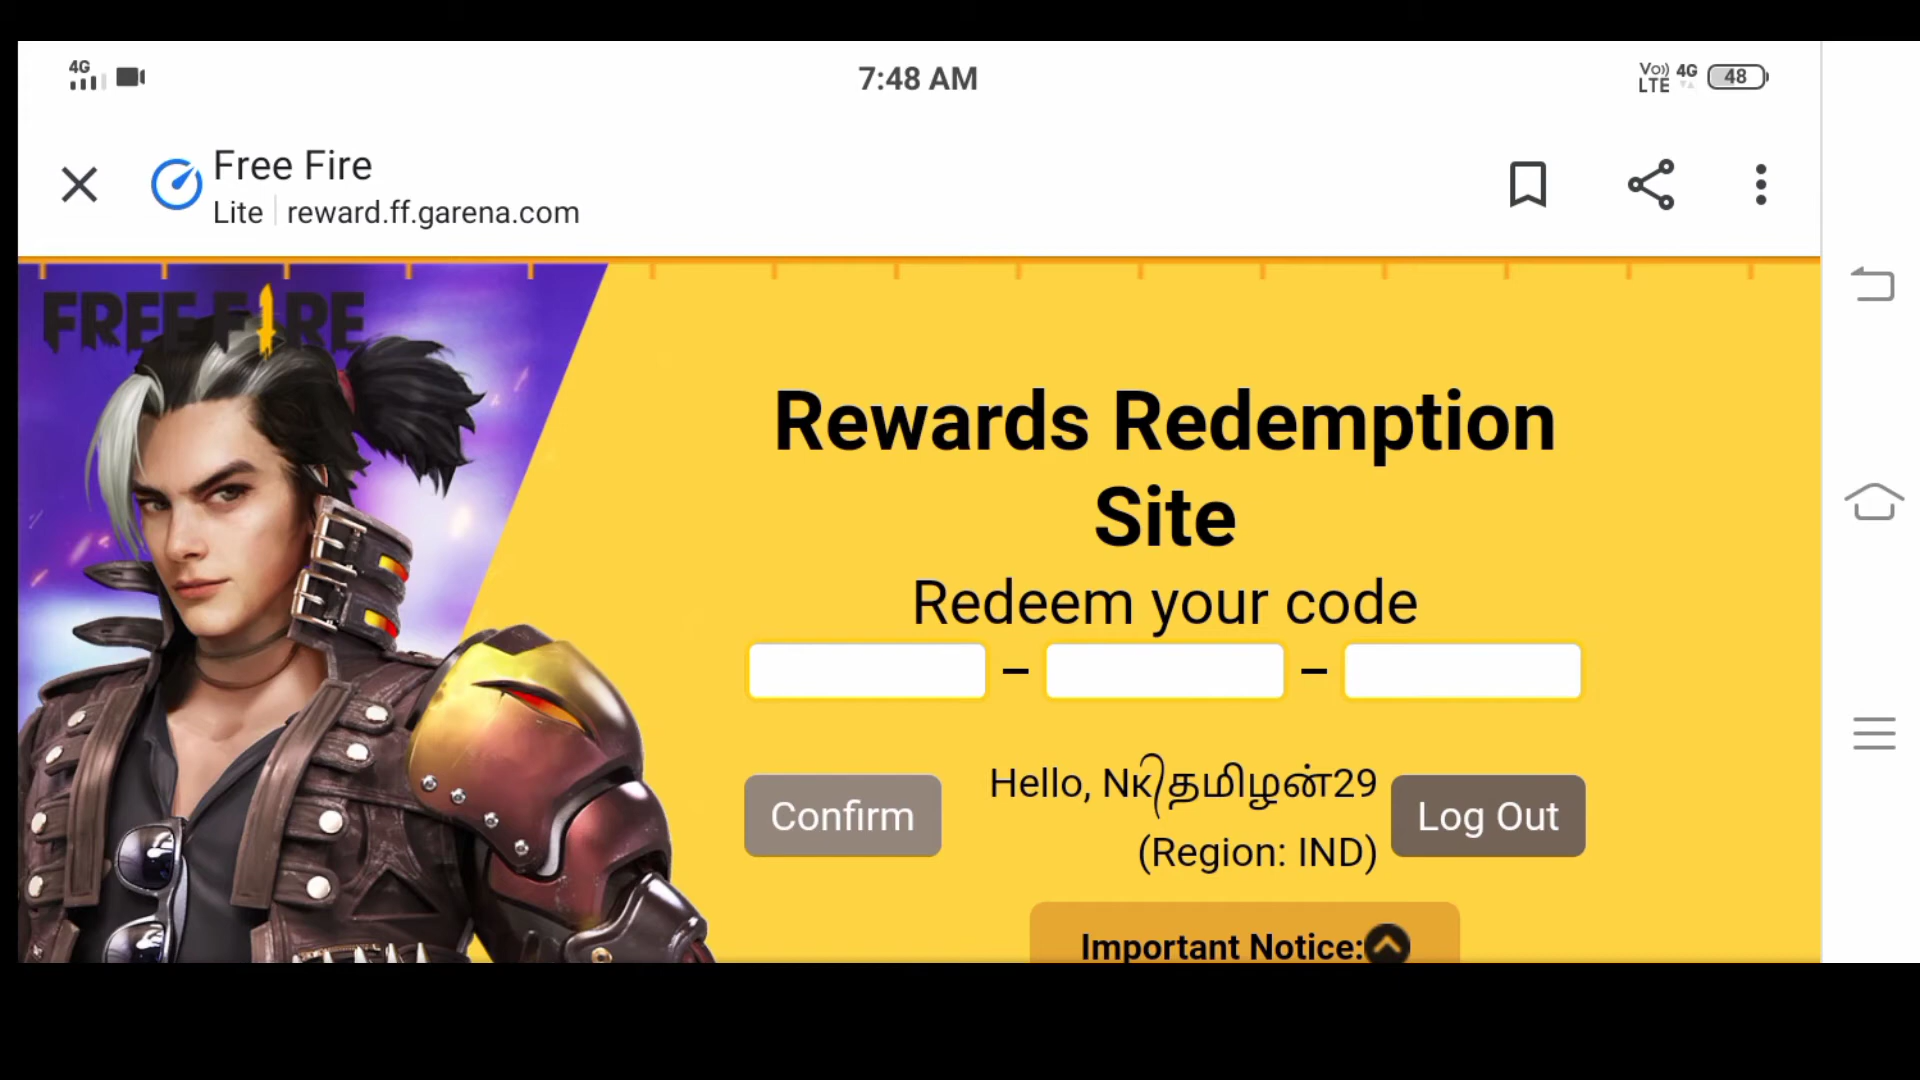 4G
7:48 AM
Vo))
LTE
4G
48
Free Fire
Lite
reward.ff.garena.com
FREE FIRE
Rewards Redemption
Site
Redeem your code
– –
Confirm
Hello, Nκ᭄தமிழன்29
(Region: IND)
Log Out
Important Notice: